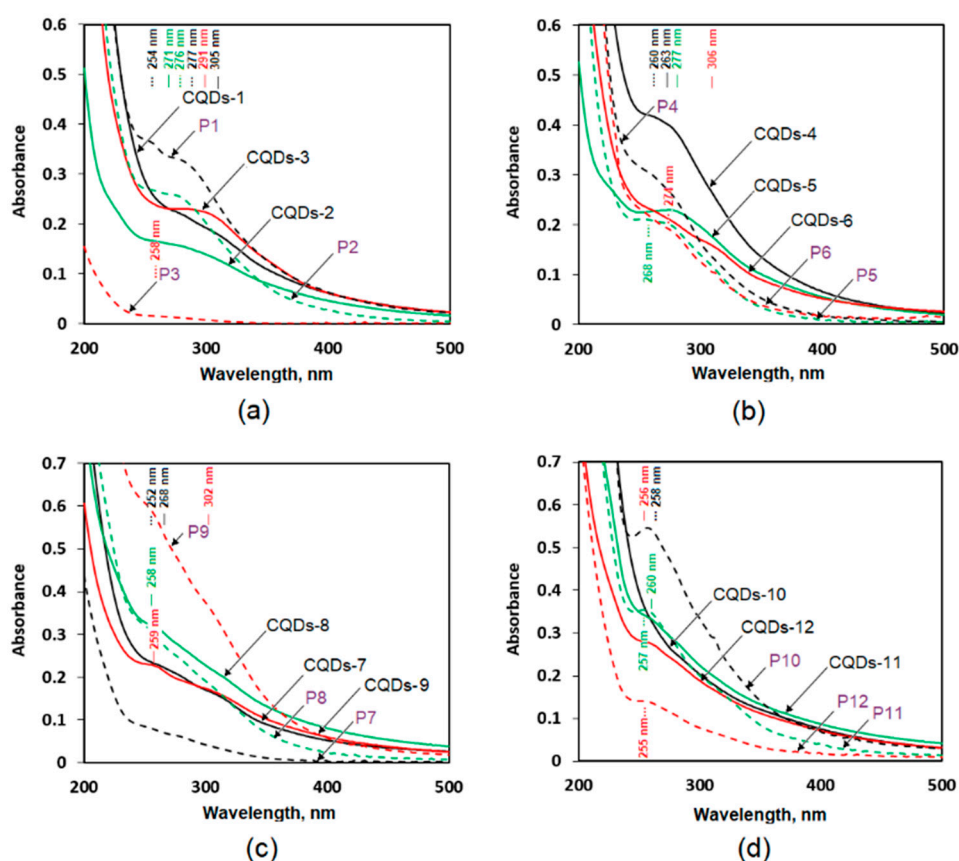 0.6
0.5
0.4
0.3
0.2
0.1
0
Absorbance
200 300 400 500
Wavelength, nm
254 nm
271 nm
276 nm
277 nm
291 nm
305 nm
CQDs-1
P1
CQDs-3
CQDs-2
258 nm
P3
P2
(a)
0.6
0.5
0.4
0.3
0.2
0.1
0
Absorbance
200 300 400 500
Wavelength, nm
260 nm
263 nm
277 nm
306 nm
P4
CQDs-4
CQDs-5
CQDs-6
268 nm
P6
P5
(b)
0.7
0.6
0.5
0.4
0.3
0.2
0.1
0
Absorbance
200 300 400 500
Wavelength, nm
252 nm
268 nm
302 nm
P9
258 nm
259 nm
CQDs-8
CQDs-7
CQDs-9
P8
P7
(c)
0.7
0.6
0.5
0.4
0.3
0.2
0.1
0
Absorbance
200 300 400 500
Wavelength, nm
256 nm
258 nm
260 nm
257 nm
255 nm
CQDs-10
CQDs-12
CQDs-11
P10
P12
P11
(d)